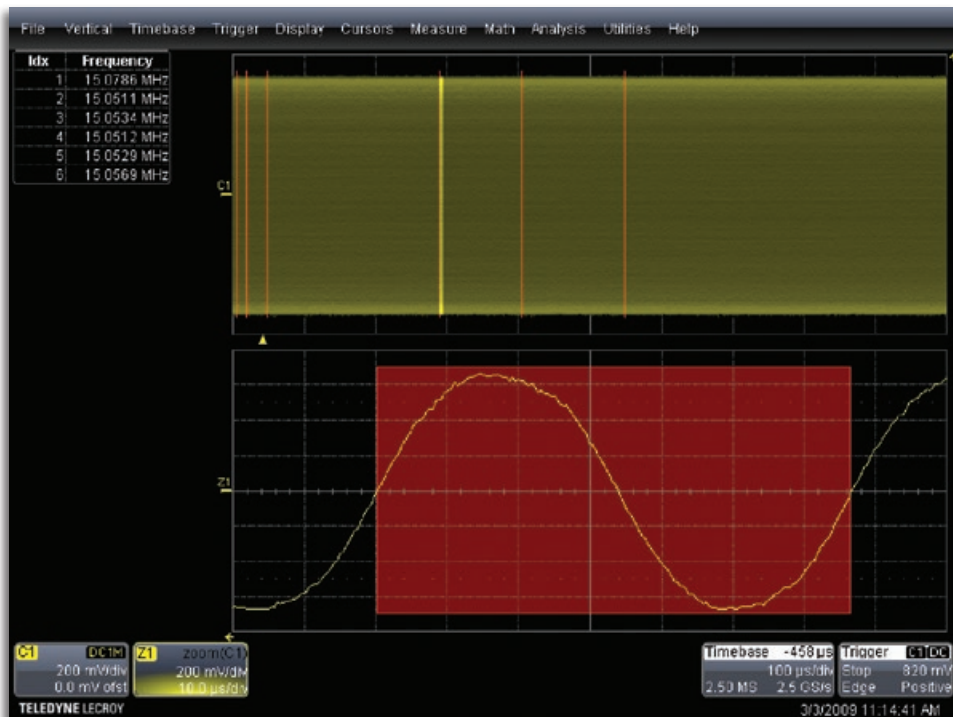 File Vertical Timebase Trigger Display Cursors Measure Math Analysis Utilities Help
Idx Frequency
1 15.0786 MHz
2 15.0511 MHz
3 15.0534 MHz
4 15.0512 MHz
5 15.0529 MHz
6 15.0569 MHz
C1
Z1
C1 DC1M
200 mV/div
0.0 mV ofst
Z1 zoom(C1)
200 mV/div
10.0 µs/div
Timebase -458 µs
100 µs/div
2.50 MS 2.5 GS/s
Trigger C1 DC
Stop 820 mV
Edge Positive
TELEDYNE LECROY
3/3/2009 11:14:41 AM